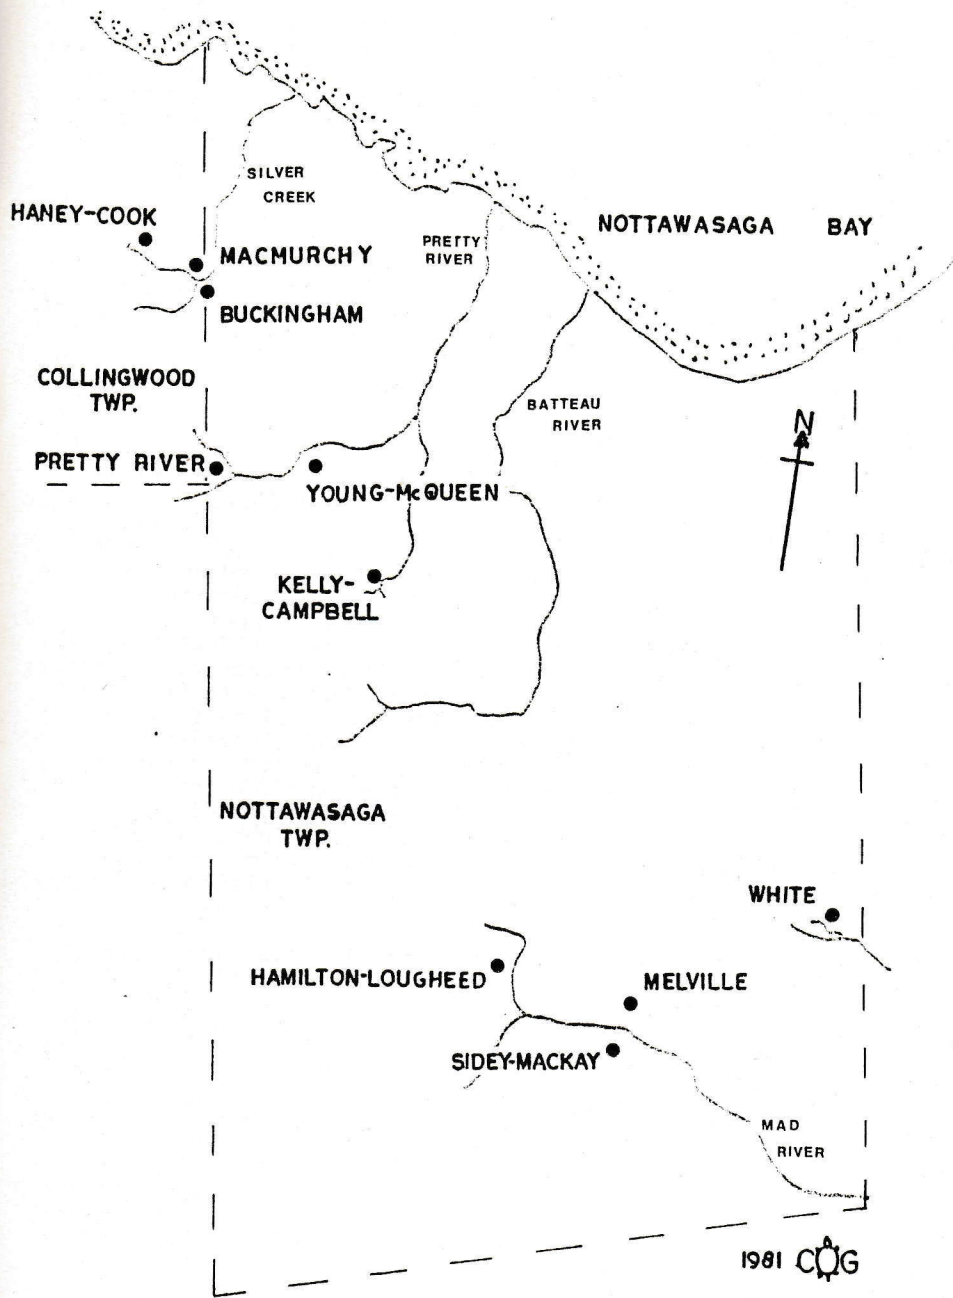 SILVER
CREEK
HANEY-COOK
PRETTY
RIVER
NOTTAWASAGA BAY
MACMURCHY
BUCKINGHAM
COLLINGWOOD
TWP.
BATTEAU
RIVER
N
PRETTY RIVER
YOUNG-McQUEEN
KELLY-
CAMPBELL
NOTTAWASAGA
TWP.
WHITE
HAMILTON-LOUGHEED
MELVILLE
SIDEY-MACKAY
MAD
RIVER
1981 COG